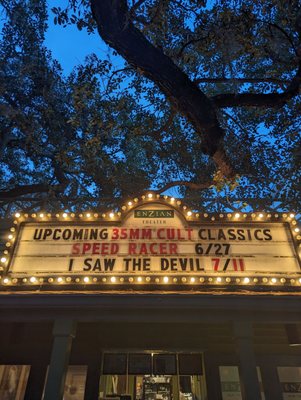 ENZIAN
THEATER
UPCOMING 35MM CULT CLASSICS
SPEED RACER 6/27
I SAW THE DEVIL 7/11